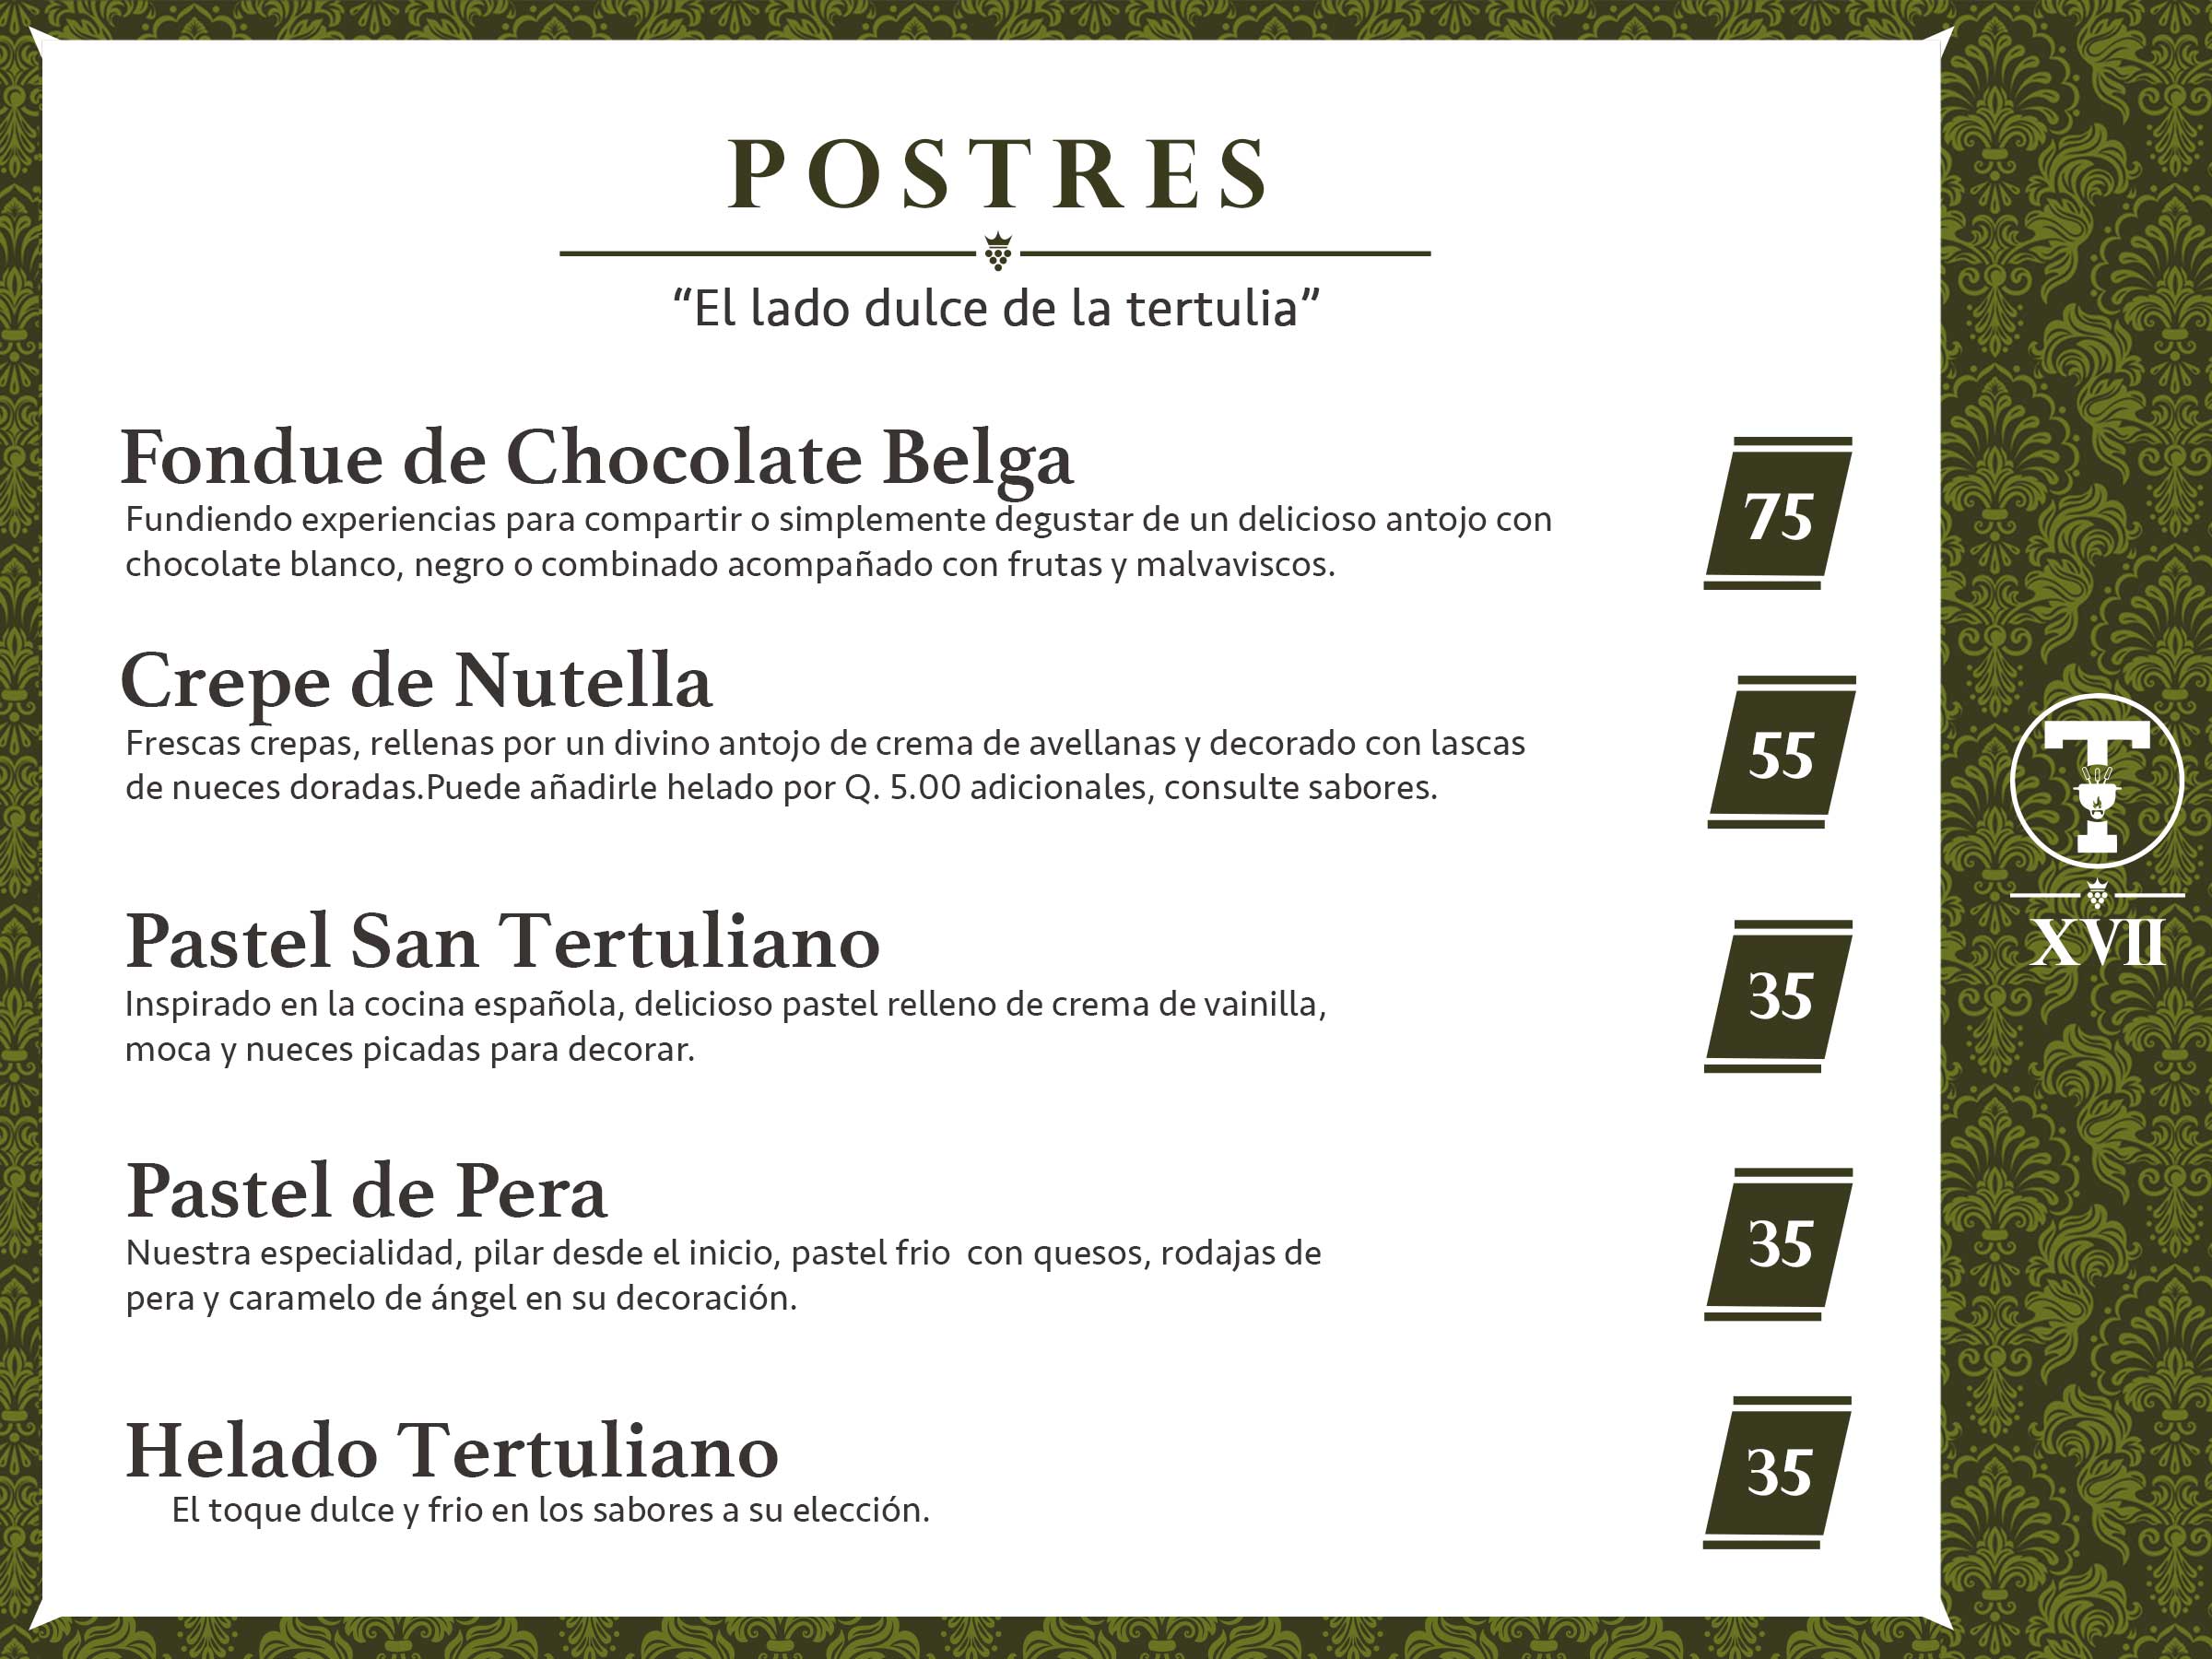 POSTRES
“El lado dulce de la tertulia”
Fondue de Chocolate Belga
Fundiendo experiencias para compartir o simplemente degustar de un delicioso antojo con
chocolate blanco, negro o combinado acompañado con frutas y malvaviscos.
75
Crepe de Nutella
Frescas crepas, rellenas por un divino antojo de crema de avellanas y decorado con lascas
de nueces doradas.Puede añadirle helado por Q. 5.00 adicionales, consulte sabores.
55
Pastel San Tertuliano
Inspirado en la cocina española, delicioso pastel relleno de crema de vainilla,
moca y nueces picadas para decorar.
35
Pastel de Pera
Nuestra especialidad, pilar desde el inicio, pastel frio  con quesos, rodajas de
pera y caramelo de ángel en su decoración.
35
Helado Tertuliano
El toque dulce y frio en los sabores a su elección.
35
T
XVII